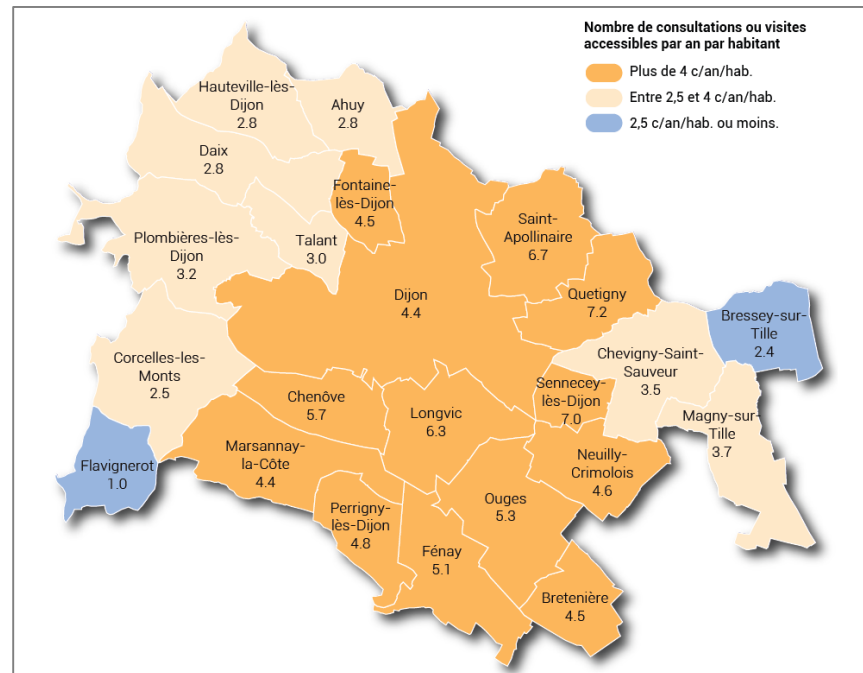 Nombre de consultations ou visites
accessibles par an par habitant
Plus de 4 c/an/hab.
Entre 2,5 et 4 c/an/hab.
2,5 c/an/hab. ou moins.
Hauteville-lès-
Dijon
2.8
Ahuy
2.8
Daix
2.8
Fontaine-
lès-Dijon
4.5
Saint-
Apollinaire
6.7
Plombières-lès-
Dijon
3.2
Talant
3.0
Dijon
4.4
Quetigny
7.2
Bressey-sur-
Tille
2.4
Corcelles-les-
Monts
2.5
Chevigny-Saint-
Sauveur
3.5
Chenôve
5.7
Longvic
6.3
Sennecey-
lès-Dijon
7.0
Magny-sur-
Tille
3.7
Flavignerot
1.0
Marsannay-
la-Côte
4.4
Neuilly-
Crimolois
4.6
Perrigny-
lès-Dijon
4.8
Ouges
5.3
Fénay
5.1
Bretenière
4.5